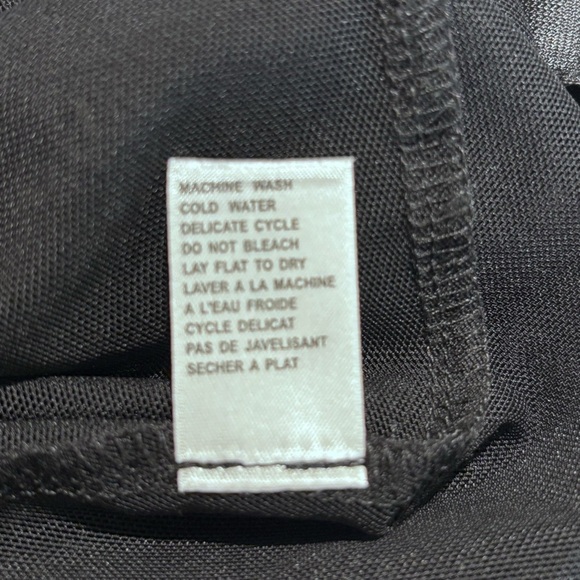 MACHINE WASH
COLD WATER
DELICATE CYCLE
DO NOT BLEACH
LAY FLAT TO DRY
LAVER A LA MACHINE
A L'EAU FROIDE
CYCLE DELICAT
PAS DE JAVELISANT
SECHER A PLAT